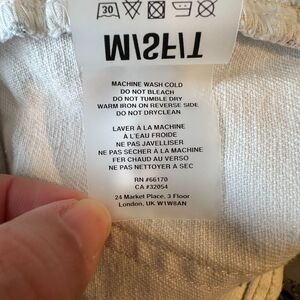 30
M/SF/T
MACHINE WASH COLD
DO NOT BLEACH
DO NOT TUMBLE DRY
WARM IRON ON REVERSE SIDE
DO NOT DRYCLEAN
LAVER À LA MACHINE
A L'EAU FROIDE
NE PAS JAVELLISER
NE PAS SÉCHER À LA MACHINE
FER CHAUD AU VERSO
NE PAS NETTOYER A SEC
RN #66170
CA #32054
24 Market Place, 3 Floor
London, UK W1W8AN